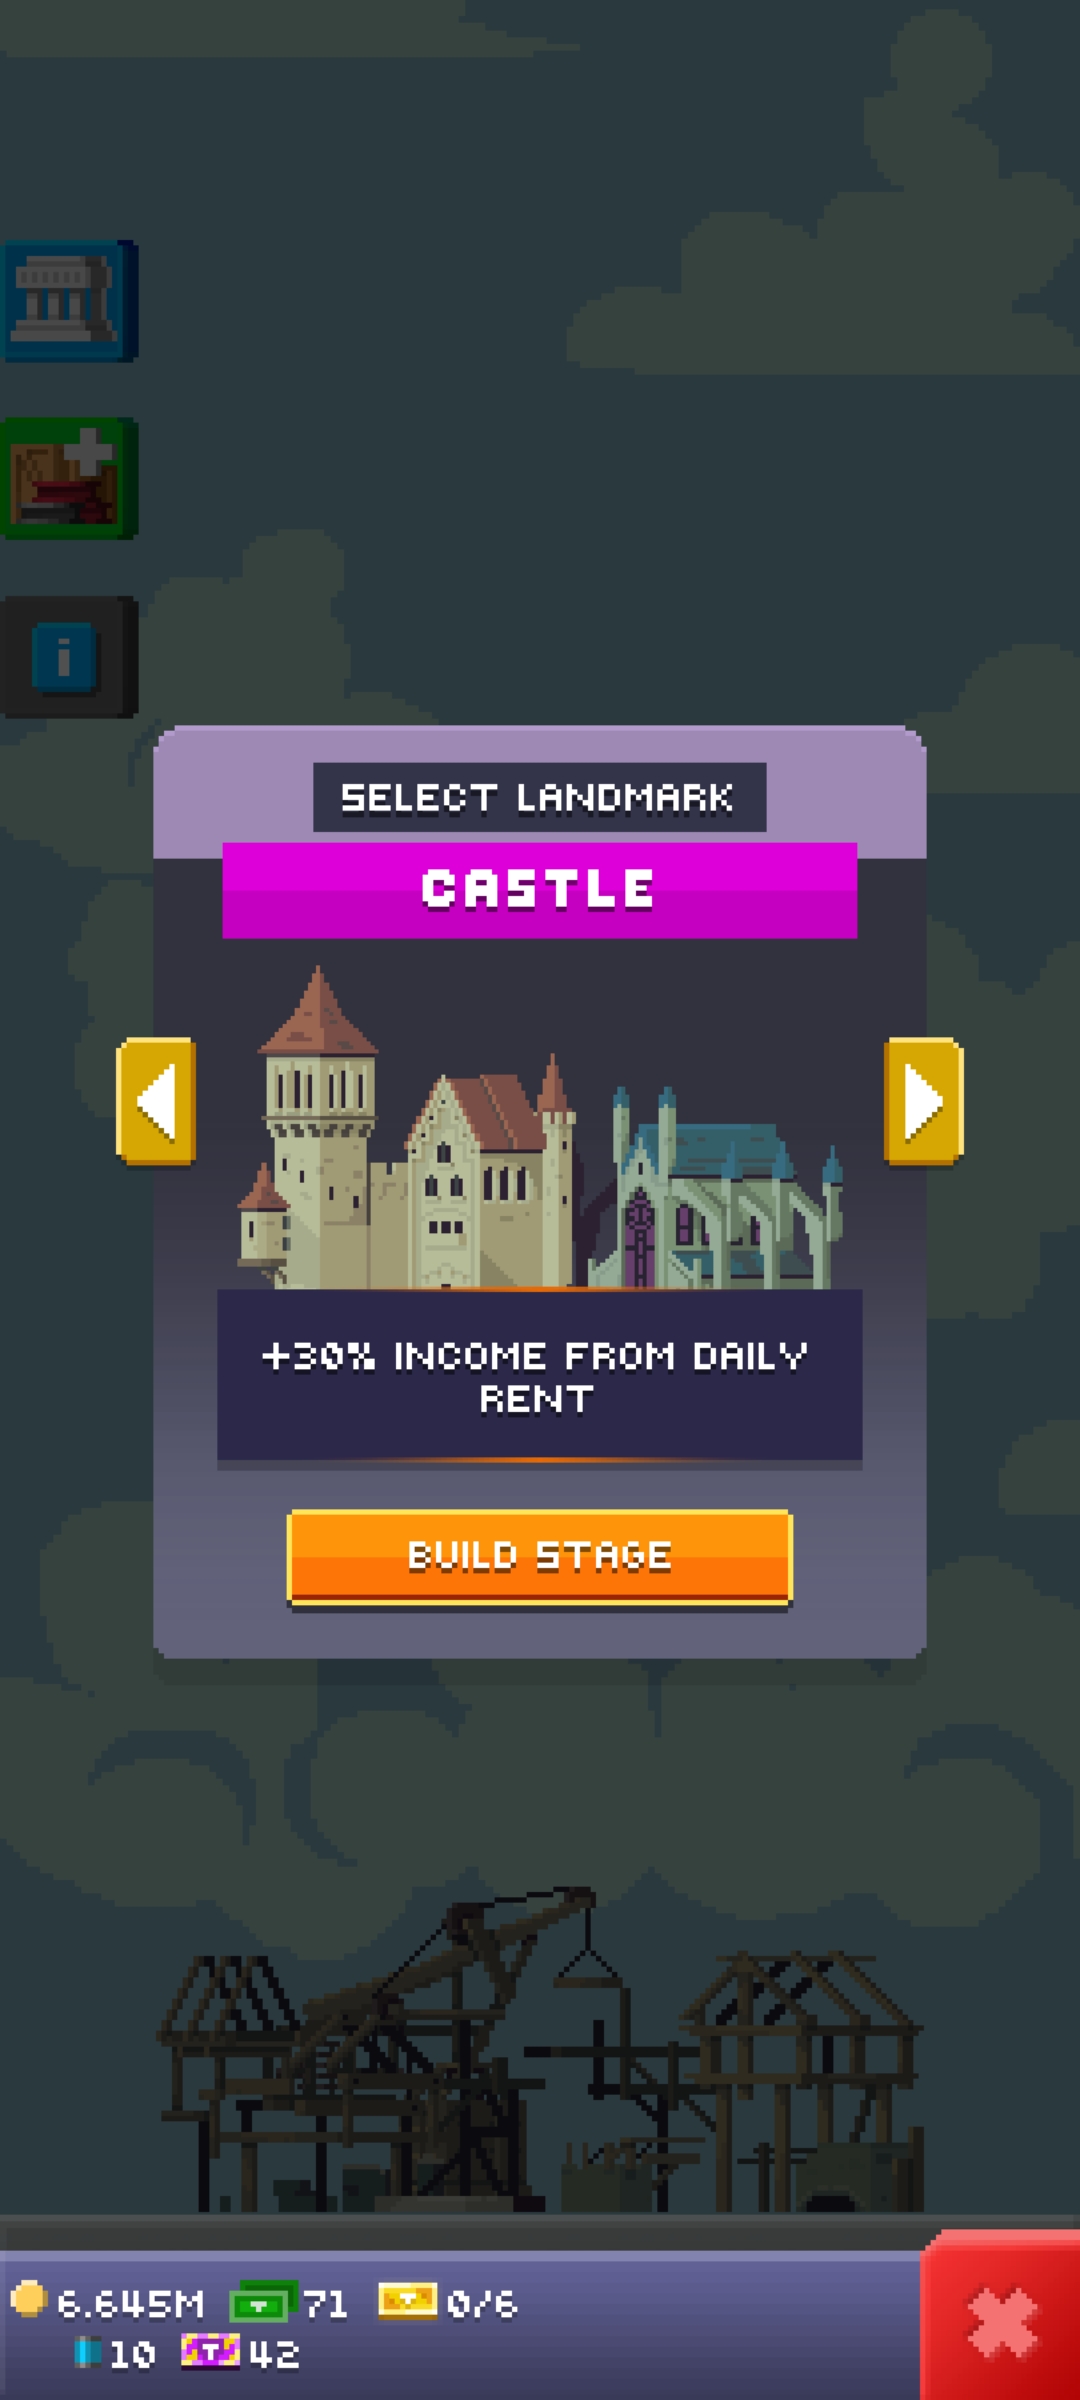 i
SELECT LANDMARK
CASTLE
+30% INCOME FROM DAILY
RENT
BUILD STAGE
6.645M 71 0/6
10 T 42